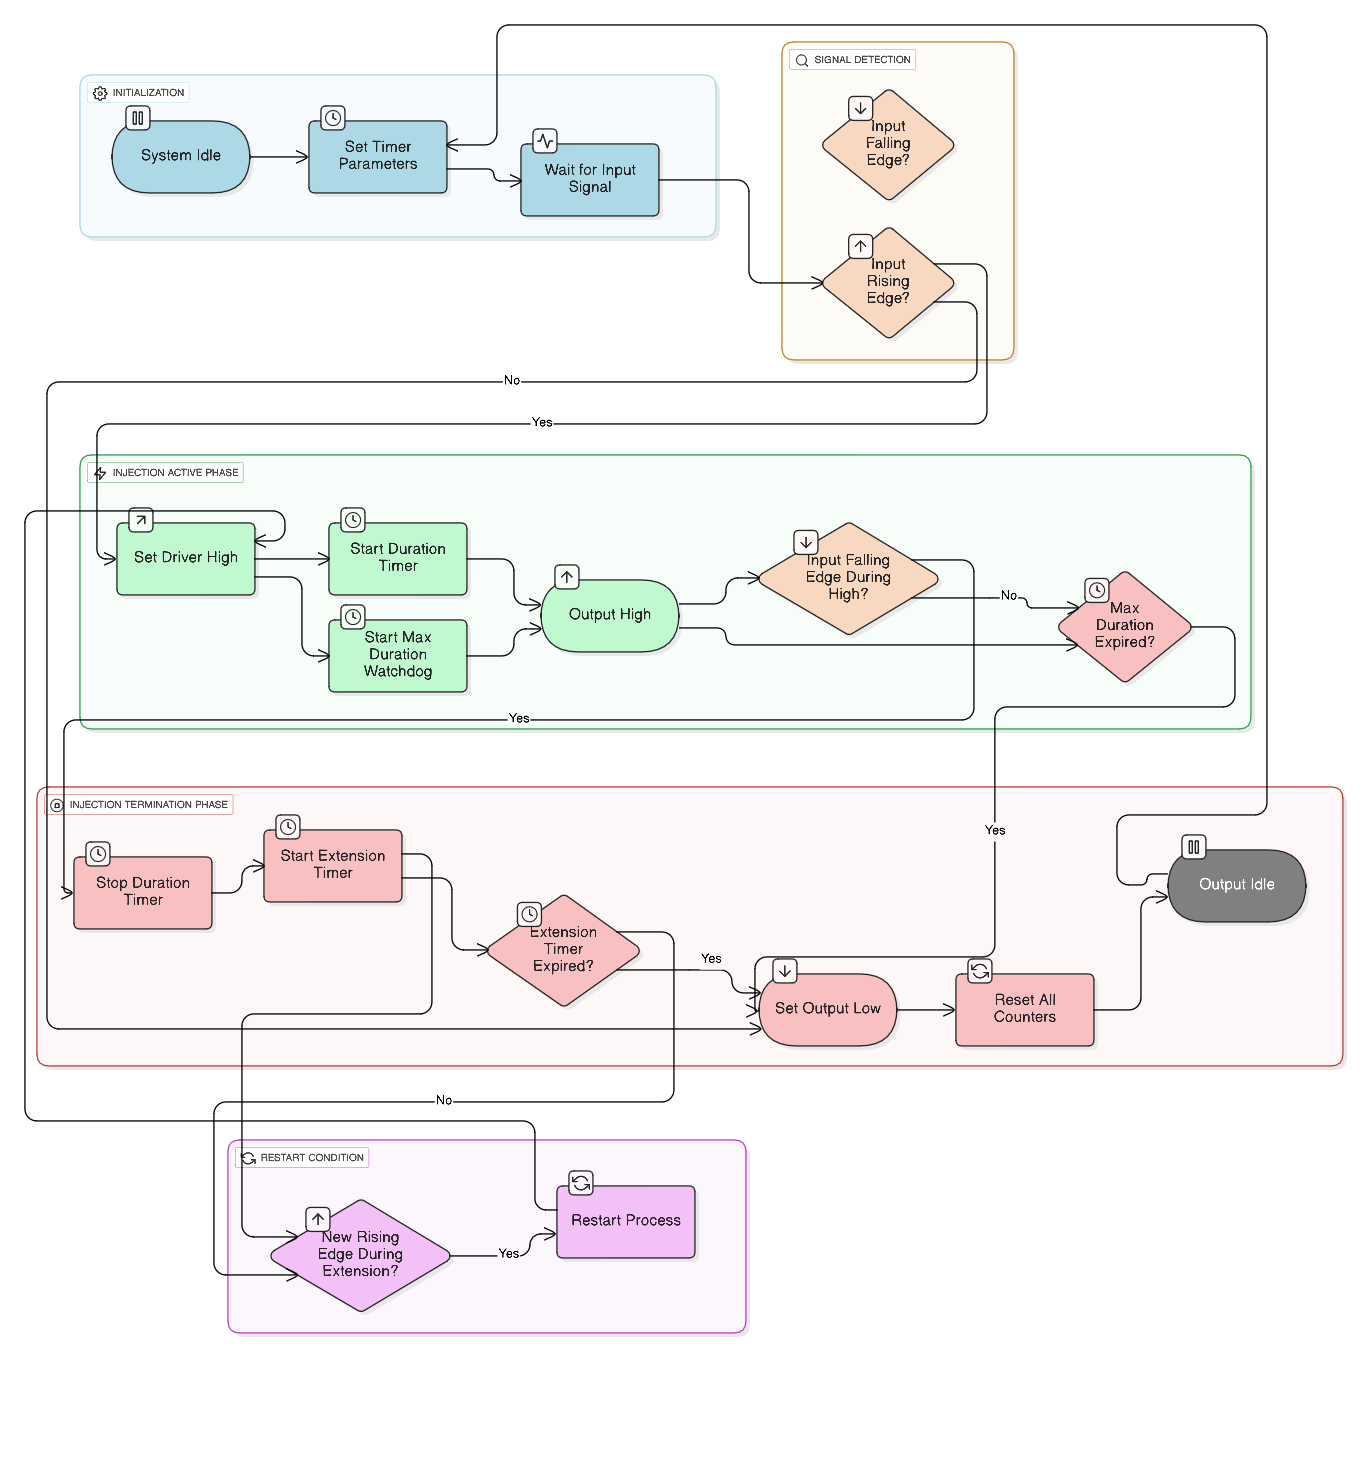 SIGNAL DETECTION
INITIALIZATION
Input
Falling
Edge?
System Idle
Set Timer
Parameters
Wait for Input
Signal
Input
Rising
Edge?
No
Yes
INJECTION ACTIVE PHASE
Set Driver High
Start Duration
Timer
Input Falling
Edge During
High?
Output High
No
Max
Duration
Expired?
Start Max
Duration
Watchdog
Yes
INJECTION TERMINATION PHASE
Yes
Stop Duration
Timer
Start Extension
Timer
Output Idle
Extension
Timer
Expired?
Yes
Set Output Low
Reset All
Counters
No
RESTART CONDITION
New Rising
Edge During
Extension?
Yes
Restart Process